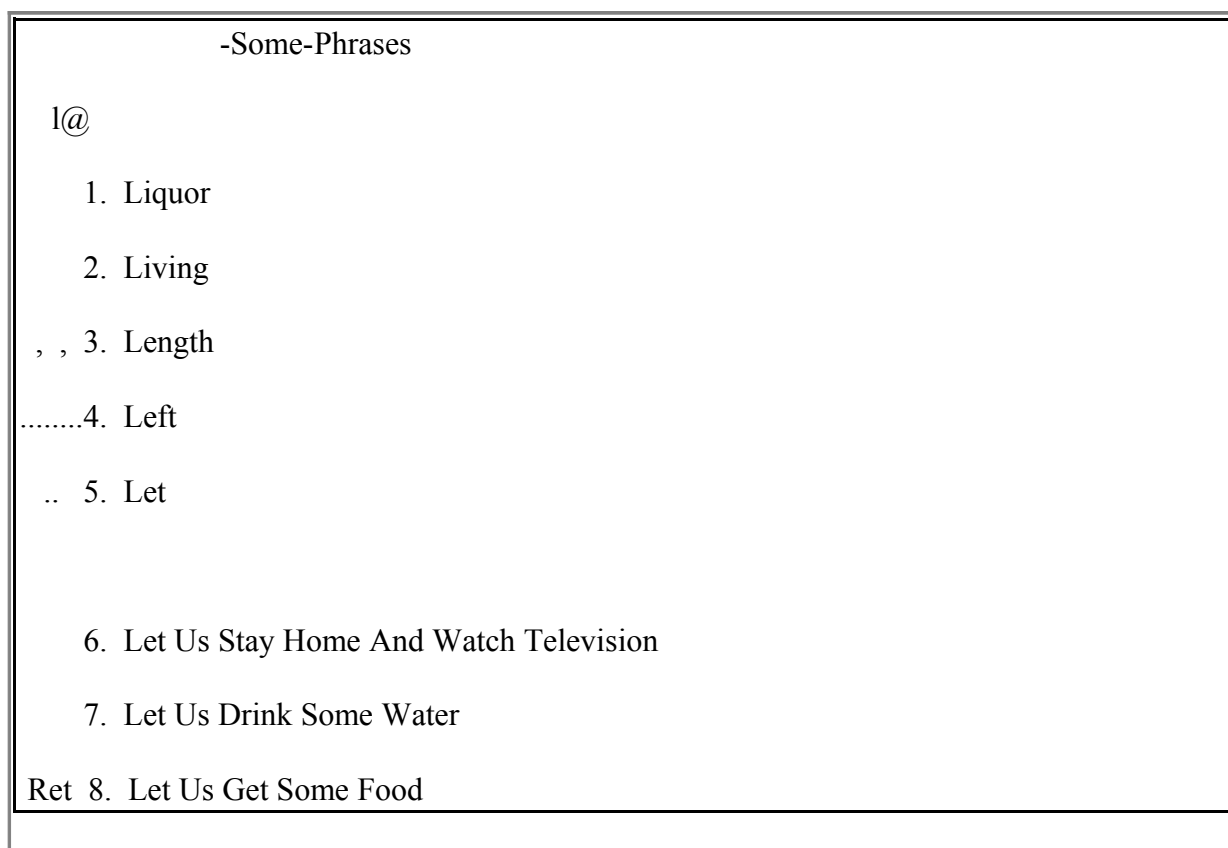 -Some-Phrases
l@
1. Liquor
2. Living
, , 3. Length
........4. Left
.. 5. Let
6. Let Us Stay Home And Watch Television
7. Let Us Drink Some Water
Ret 8. Let Us Get Some Food